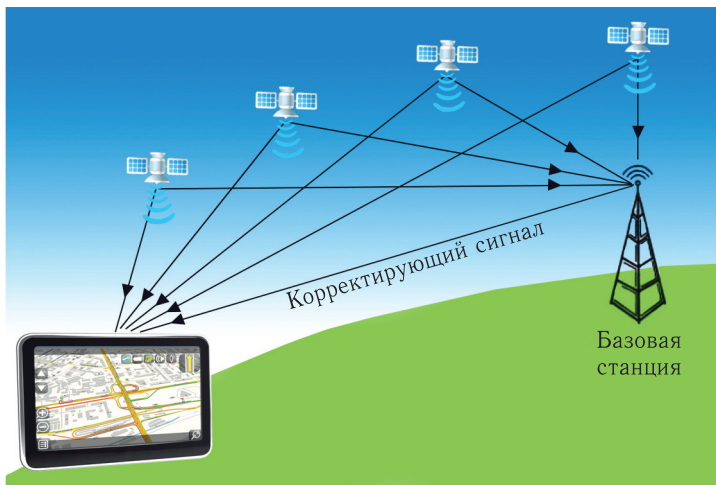 Корректирующий сигнал
Базовая
станция